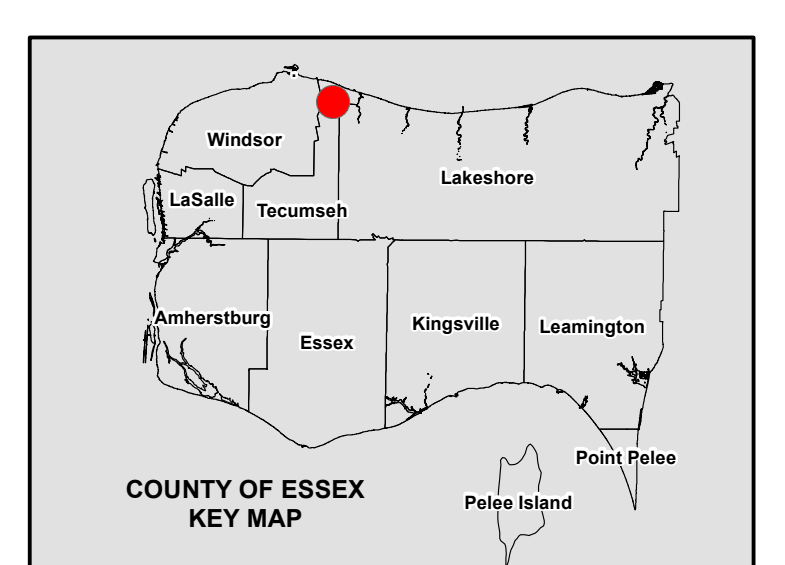 Windsor
Lakeshore
LaSalle
Tecumseh
Amherstburg
Kingsville
Leamington
Essex
Point Pelee
COUNTY OF ESSEX
KEY MAP
Pelee Island